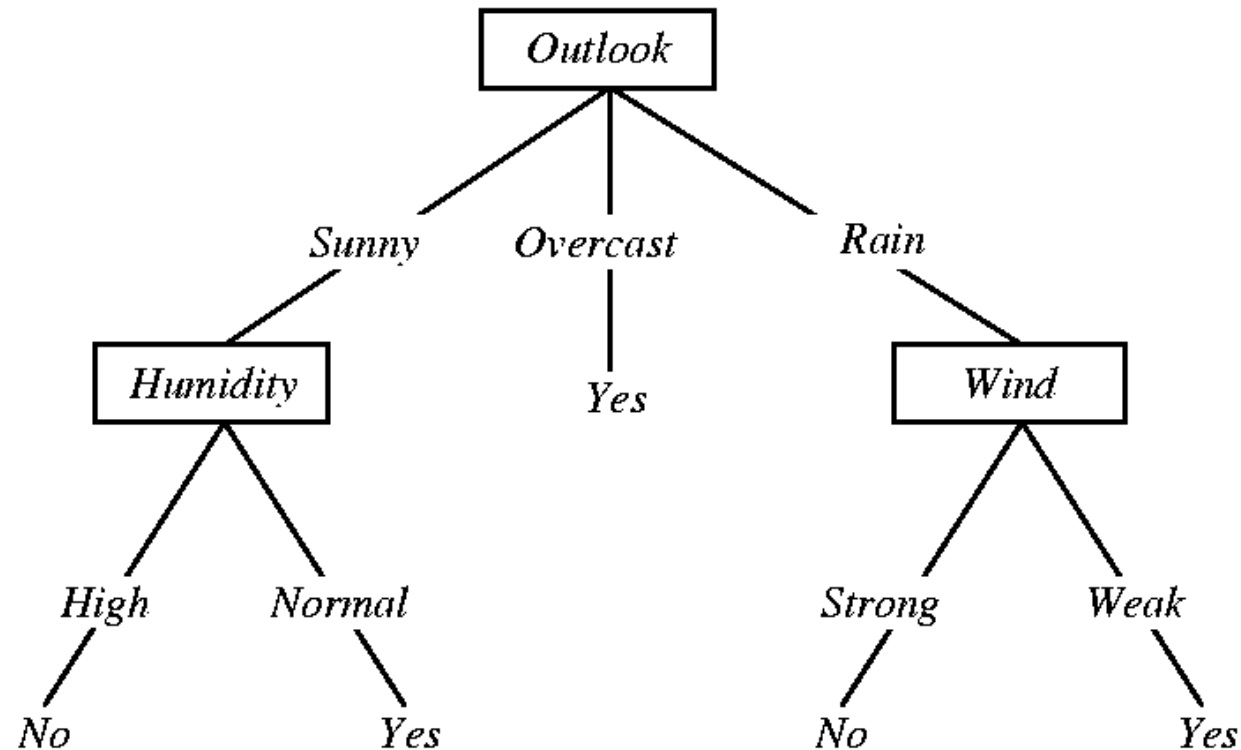 Outlook
Sunny Overcast Rain
Humidity Yes Wind
High Normal Strong Weak
No Yes No Yes